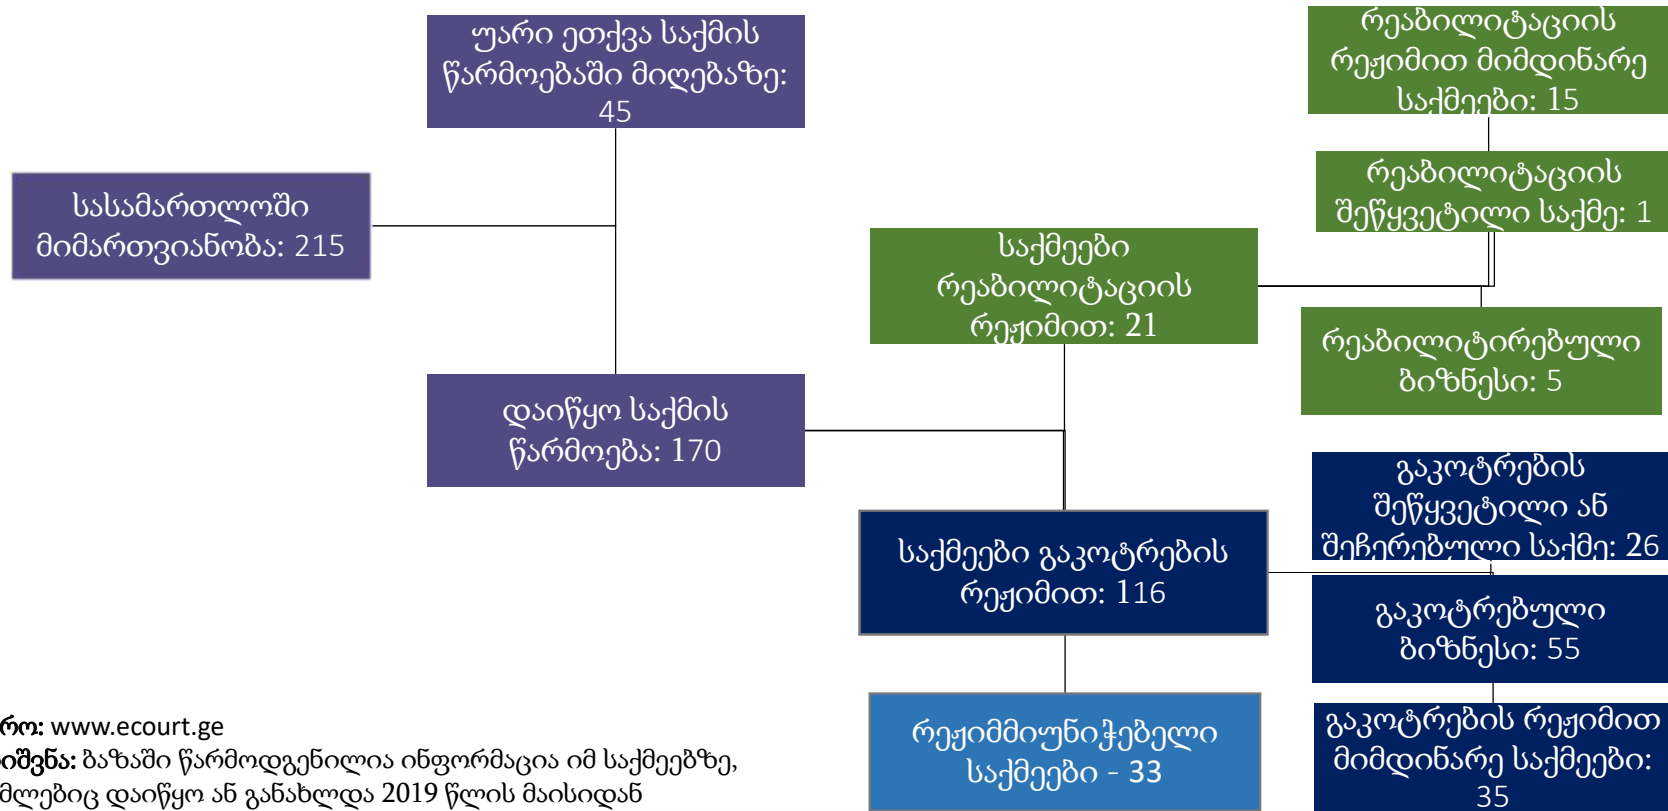 უარი ეთქვა საქმის
წარმოებაში მიღებაზე:
45
სასამართლოში
მიმართვიანობა: 215
დაიწყო საქმის
წარმოება: 170
საქმეები
რეაბილიტაციის
რეჟიმით: 21
რეაბილიტაციის
რეჟიმით მიმდინარე
საქმეები: 15
რეაბილიტაციის
შეწყვეტილი საქმე: 1
რეაბილიტირებული
ბიზნესი: 5
საქმეები გაკოტრების
რეჟიმით: 116
გაკოტრების
შეწყვეტილი ან
შეჩერებული საქმე: 26
გაკოტრებული
ბიზნესი: 55
გაკოტრების რეჟიმით
მიმდინარე საქმეები:
35
რეჟიმმიუნიჭებელი
საქმეები - 33
რო: www.ecourt.ge
იშვნა: ბაზაში წარმოდგენილია ინფორმაცია იმ საქმეებზე,
მლებიც დაიწყო ან განახლდა 2019 წლის მაისიდან